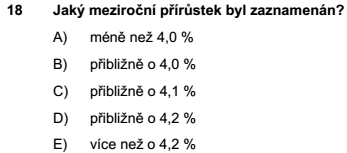 18 Jaký meziroční přírůstek byl zaznamenán?
A) méně než 4,0 %
B) přibližně o 4,0 %
C) přibližně o 4,1 %
D) přibližně o 4,2 %
E) více než o 4,2 %